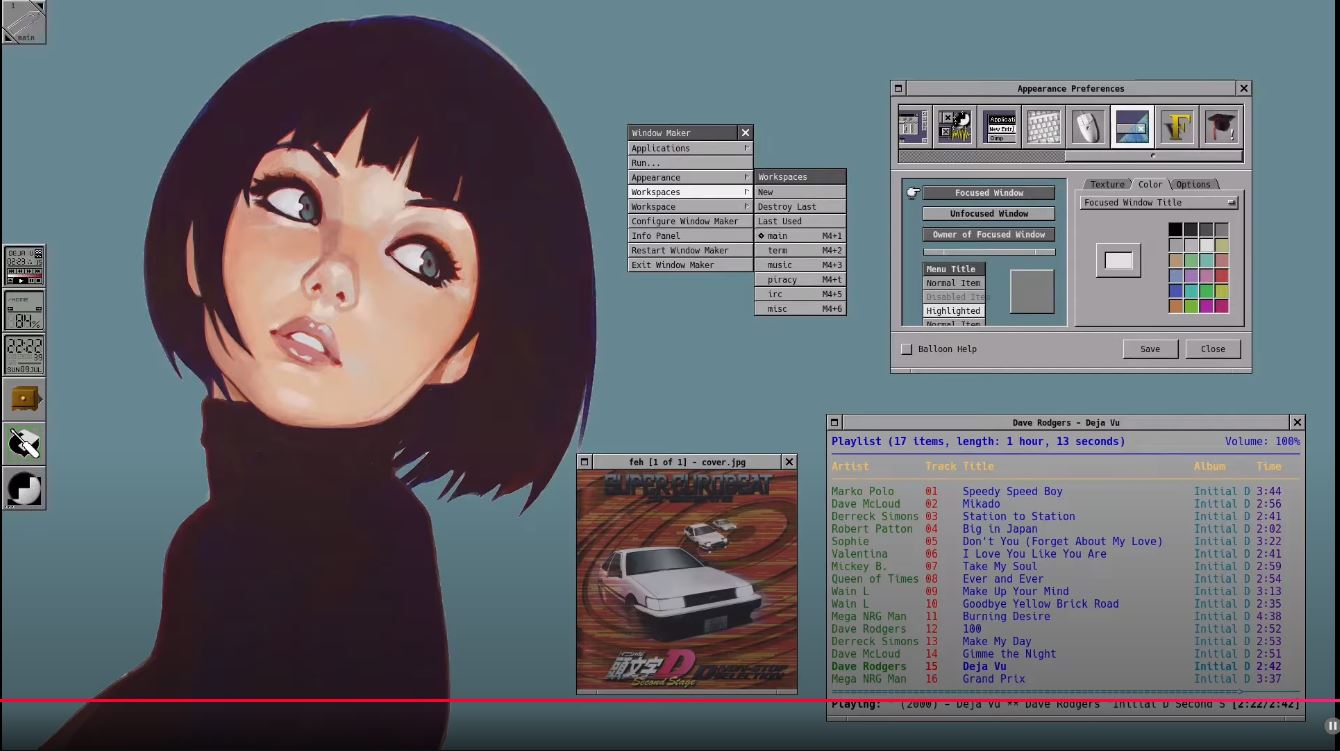 1
main
DEJA V
/HOME
84%
22:22
39
SUN 09 JUL
Window Maker
Applications
Run...
Appearance
Workspaces
Workspace
Configure Window Maker
Info Panel
Restart Window Maker
Exit Window Maker
Workspaces
New
Destroy Last
Last Used
main M4+1
term M4+2
music M4+3
piracy M4+t
irc M4+5
misc M4+6
Appearance Preferences
Focused Window
Unfocused Window
Owner of Focused Window
Menu Title
Normal Item
Disabled Item
Highlighted
Normal Item
Texture Color Options
Focused Window Title
Balloon Help
Save Close
feh [1 of 1] - cover.jpg
SUPER EUROBEAT
頭文字D
Second Stage
D NON-STOP
SELECTION
Dave Rodgers - Deja Vu
Playlist (17 items, length: 1 hour, 13 seconds) Volume: 100%
Artist Track Title Album Time
Marko Polo 01 Speedy Speed Boy Initial D 3:44
Dave McLoud 02 Mikado Initial D 2:56
Derreck Simons 03 Station to Station Initial D 2:41
Robert Patton 04 Big in Japan Initial D 2:02
Sophie 05 Don't You (Forget About My Love) Initial D 3:22
Valentina 06 I Love You Like You Are Initial D 2:41
Mickey B. 07 Take My Soul Initial D 2:59
Queen of Times 08 Ever and Ever Initial D 2:54
Wain L 09 Make Up Your Mind Initial D 3:13
Wain L 10 Goodbye Yellow Brick Road Initial D 2:35
Mega NRG Man 11 Burning Desire Initial D 4:38
Dave Rodgers 12 100 Initial D 2:52
Derreck Simons 13 Make My Day Initial D 2:53
Dave McLoud 14 Gimme the Night Initial D 2:51
Dave Rodgers 15 Deja Vu Initial D 2:42
Mega NRG Man 16 Grand Prix Initial D 3:37
Playing: (2000) - Deja Vu ** Dave Rodgers Initial D Second S [2:22/2:42]